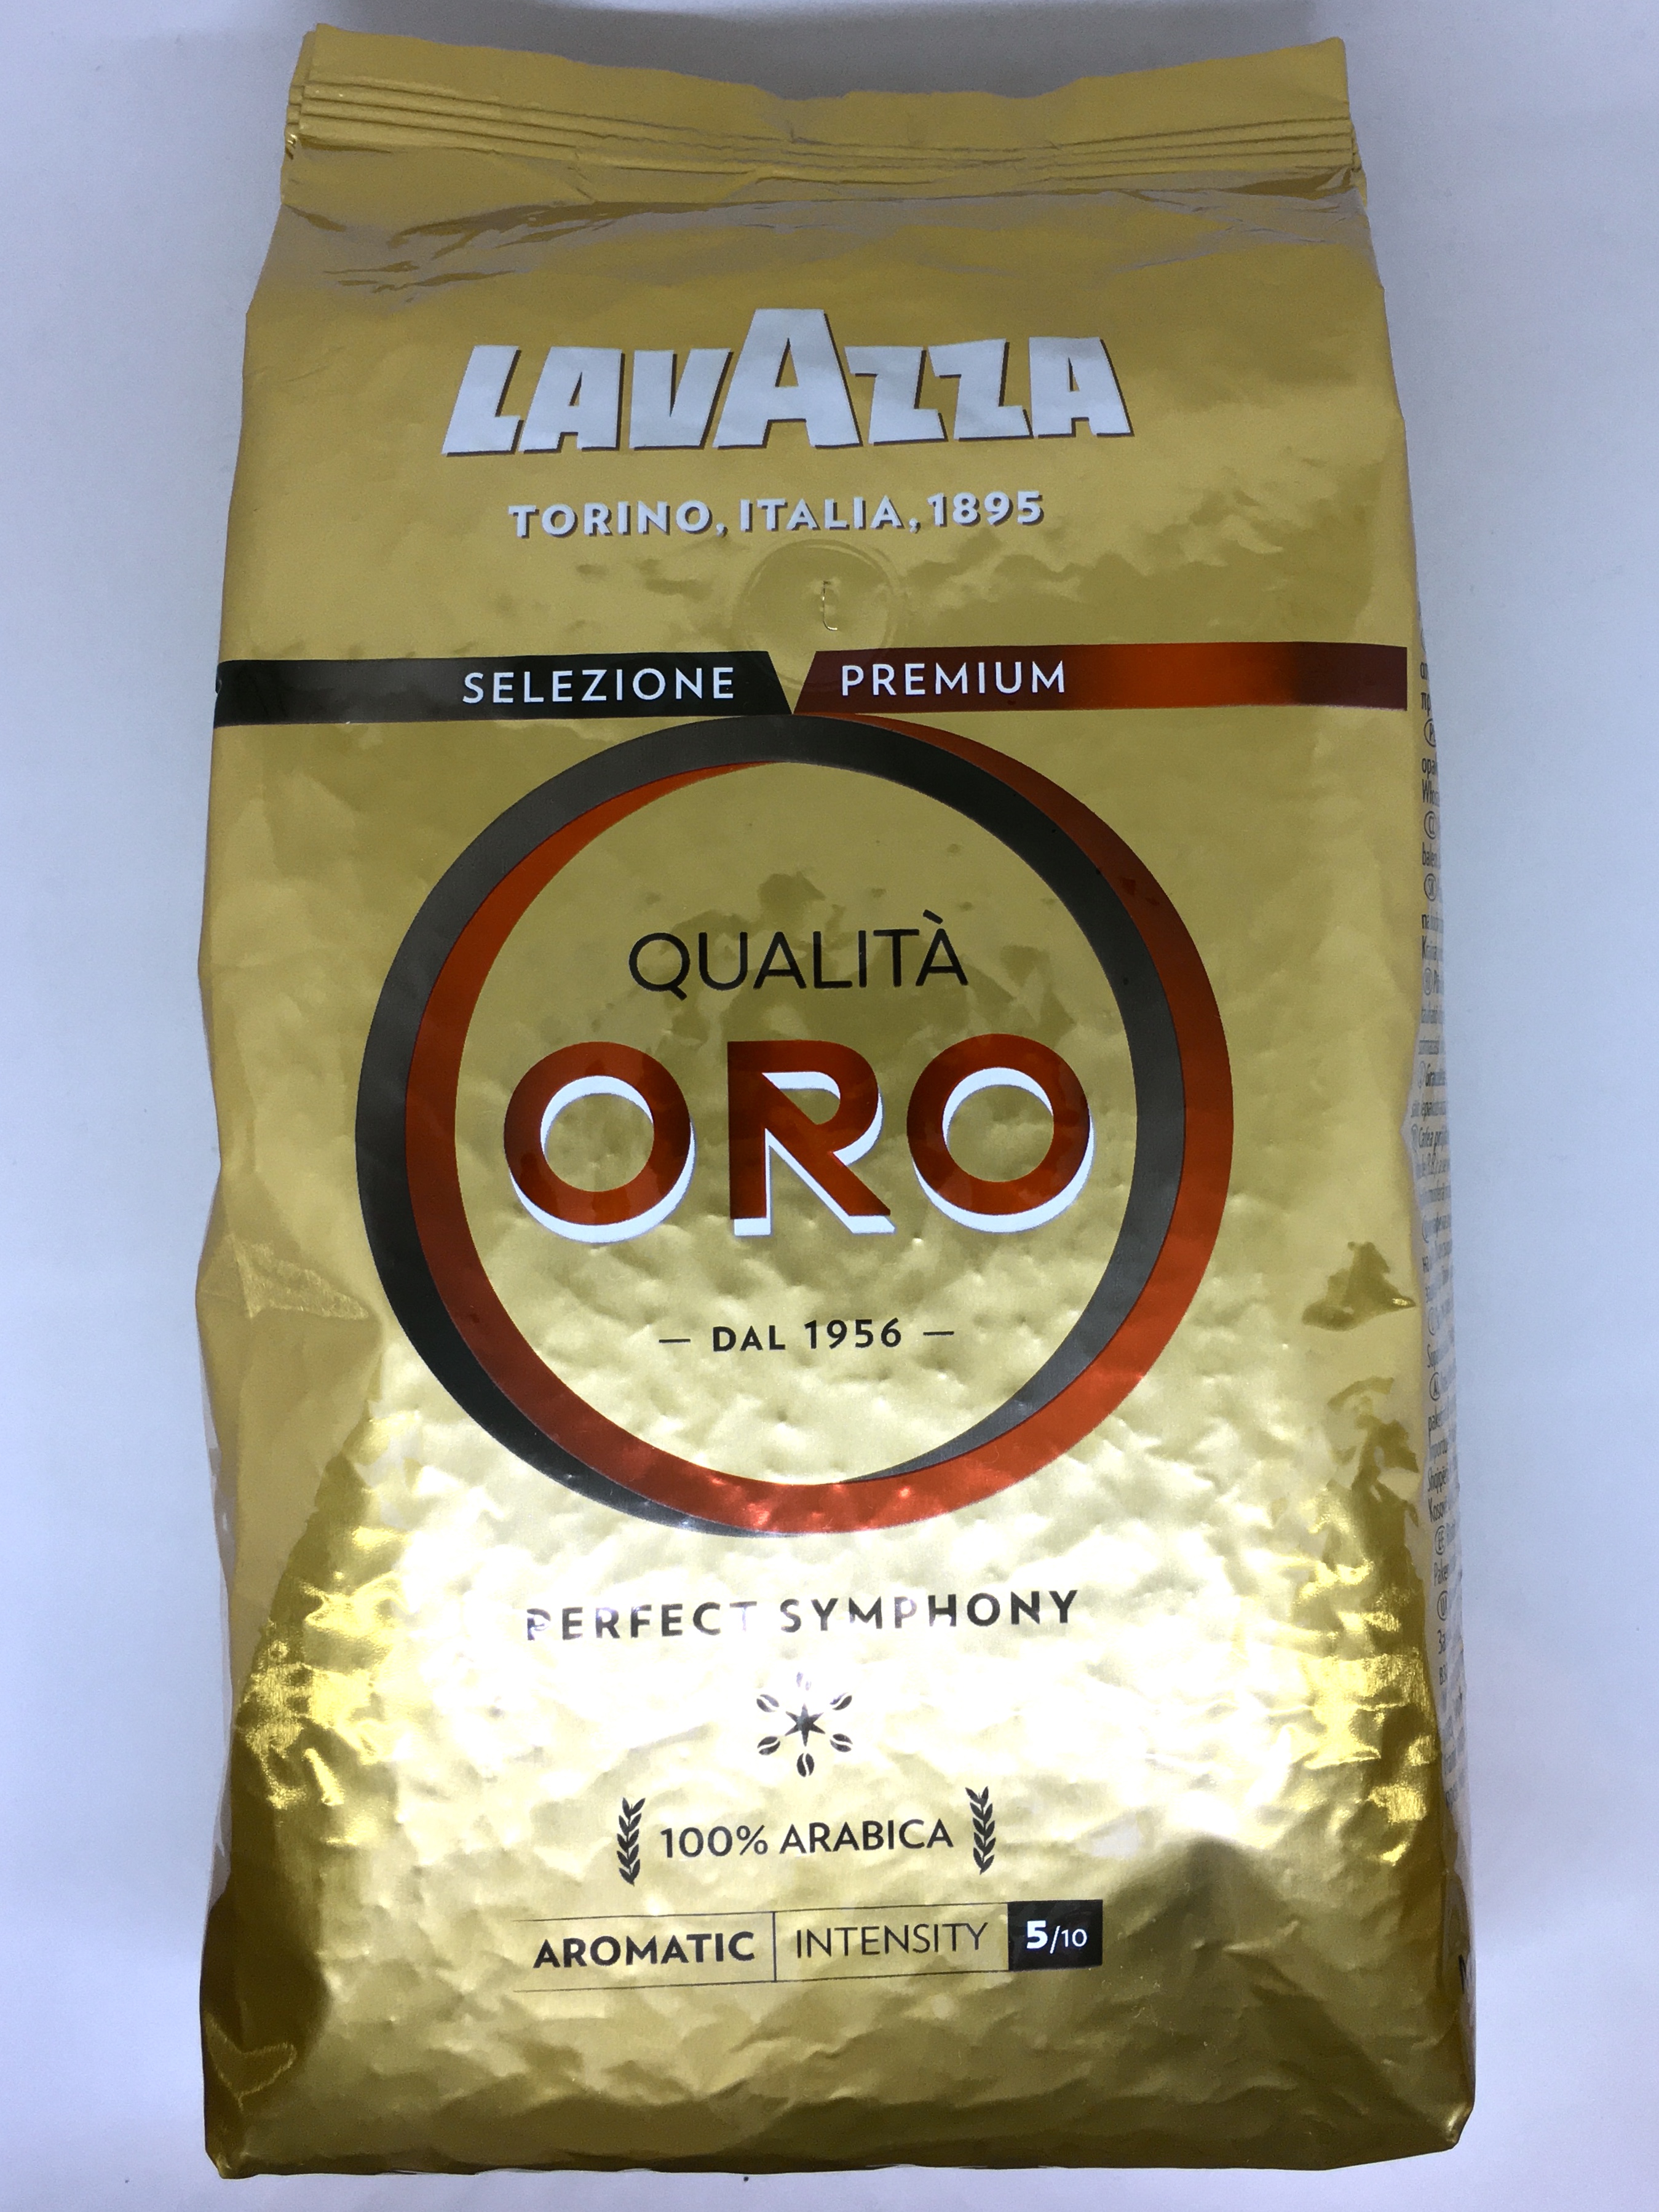 LAVAZZA
TORINO, ITALIA, 1895
SELEZIONE PREMIUM
QUALITÀ
ORO
— DAL 1956 —
PERFECT SYMPHONY
100% ARABICA
AROMATIC INTENSITY 5/10